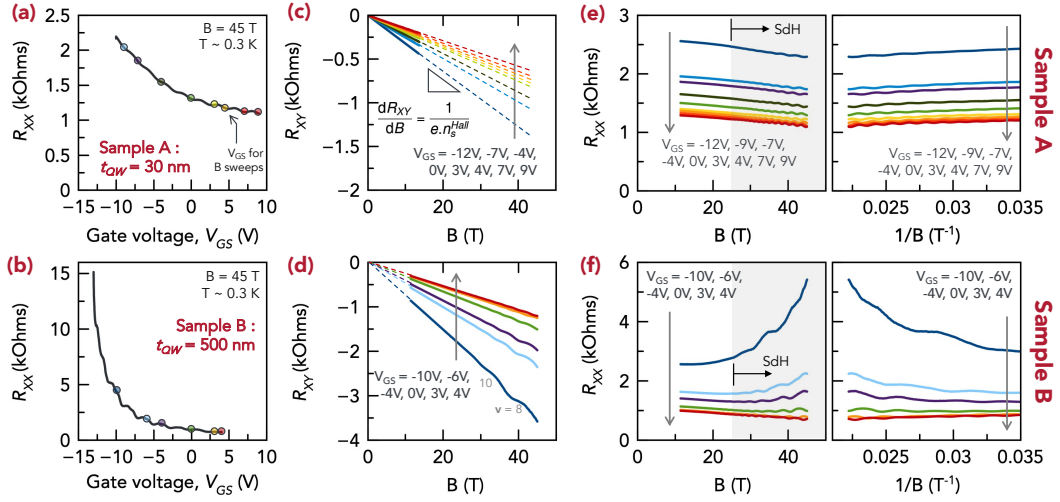 (a)
2.5
2
1.5
1
0.5
0
R_XX (kOhms)
B = 45 T
T ~ 0.3 K
V_GS for
B sweeps
Sample A :
t_QW = 30 nm
−15 −10 −5 0 5 10
Gate voltage, V_GS (V)
(c)
0
−0.5
−1.0
−1.5
−2
R_XY (kOhms)
dR_XY/dB = 1/e.n_s^Hall
V_GS = -12V, -7V, -4V,
0V, 3V, 4V, 7V, 9V
0 20 40
B (T)
(e)
3
2
1
0
R_XX (kOhms)
SdH
V_GS = -12V, -9V, -7V,
-4V, 0V, 3V, 4V, 7V, 9V
0 20 40
B (T)
V_GS = -12V, -9V, -7V,
-4V, 0V, 3V, 4V, 7V, 9V
0.025 0.03 0.035
1/B (T⁻¹)
Sample A
(b)
15
10
5
0
R_XX (kOhms)
B = 45 T
T ~ 0.3 K
Sample B :
t_QW = 500 nm
−15 −10 −5 0 5 10
Gate voltage, V_GS (V)
(d)
0
−1
−2
−3
−4
R_XY (kOhms)
V_GS = -10V, -6V,
-4V, 0V, 3V, 4V
10
v = 8
0 20 40
B (T)
(f)
6
4
2
0
R_XX (kOhms)
V_GS = -10V, -6V,
-4V, 0V, 3V, 4V
SdH
0 20 40
B (T)
V_GS = -10V, -6V,
-4V, 0V, 3V, 4V
0.025 0.03 0.035
1/B (T⁻¹)
Sample B